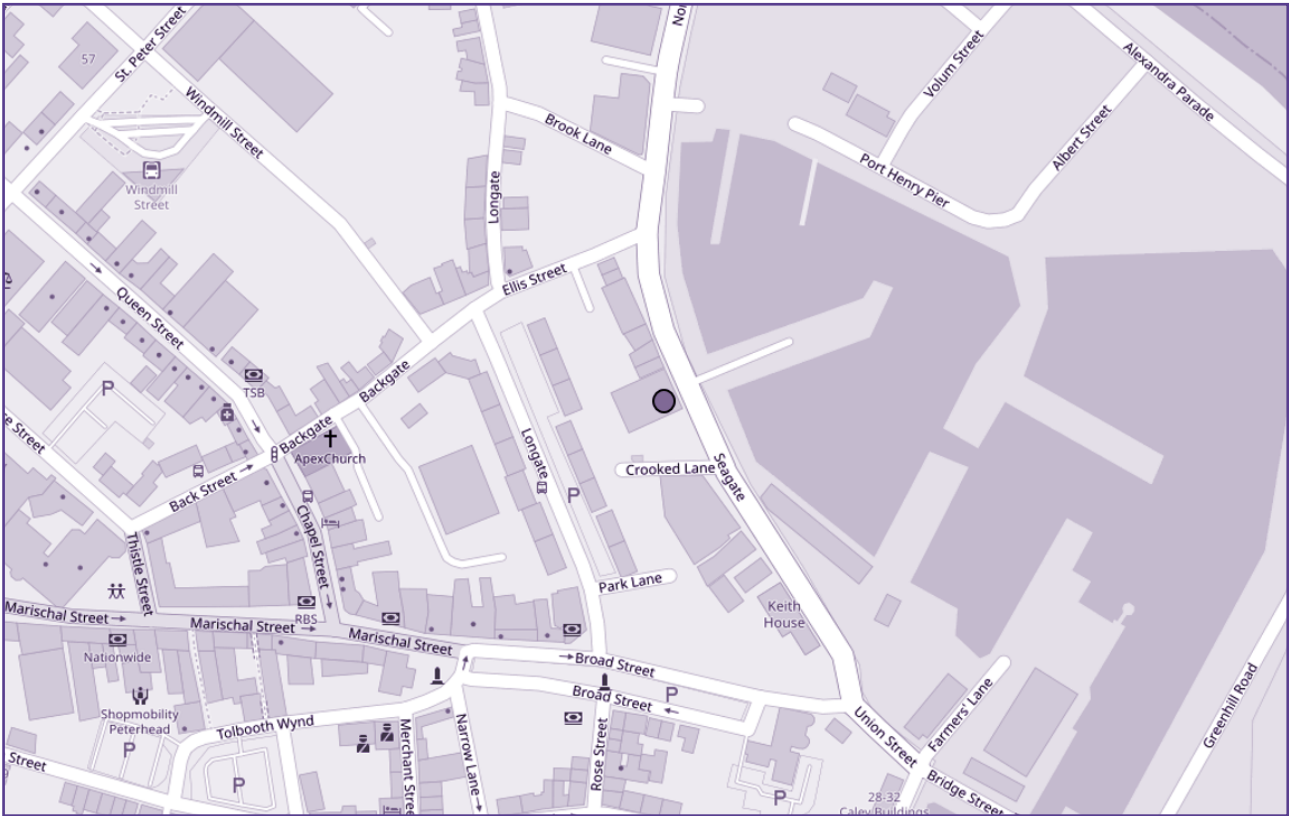 St. Peter Street
57
Windmill Street
Windmill
Street
Queen Street
Longate
Brook Lane
Volum Street
Alexandra Parade
Albert Street
Port Henry Pier
Ellis Street
TSB
P
Backgate
Backgate
ApexChurch
Back Street
Longate
P
Crooked Lane
Seagate
Thistle Street
Chapel Street
Park Lane
Keith
House
Marischal Street
Marischal Street
RBS
Marischal Street
Nationwide
Broad Street
Broad Street
P
Shopmobility
Peterhead
P
Tolbooth Wynd
Narrow Lane
Rose Street
Union Street
Farmers' Lane
Greenhill Road
Street
P
P
Bridge Street
28-32
Caley Buildings